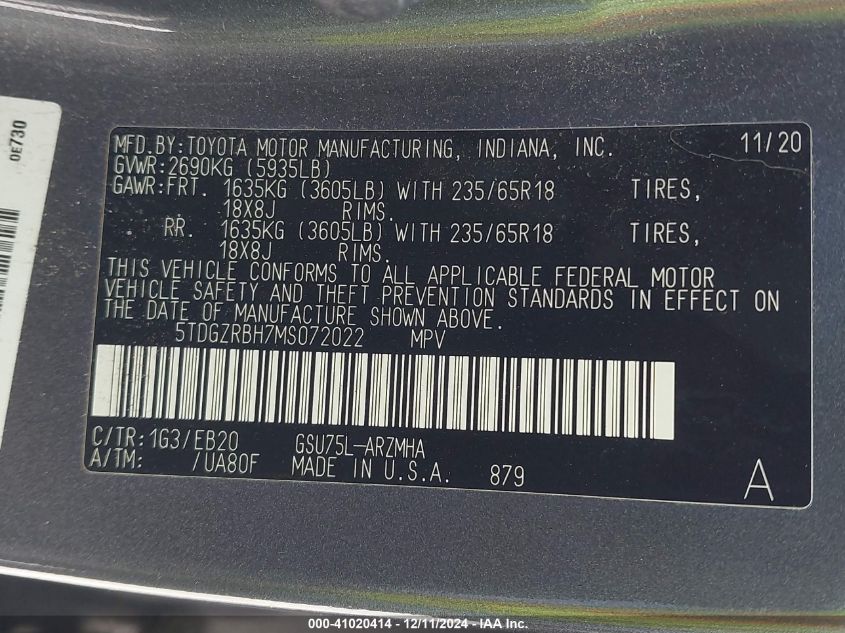 0E730
MFD.BY:TOYOTA MOTOR MANUFACTURING, INDIANA, INC. 11/20
GVWR:2690KG (5935LB)
GAWR:FRT. 1635KG (3605LB) WITH 235/65R18 TIRES,
18X8J RIMS.
RR. 1635KG (3605LB) WITH 235/65R18 TIRES,
18X8J RIMS.
THIS VEHICLE CONFORMS TO ALL APPLICABLE FEDERAL MOTOR
VEHICLE SAFETY AND THEFT PREVENTION STANDARDS IN EFFECT ON
THE DATE OF MANUFACTURE SHOWN ABOVE.
5TDGZRBH7MS072022 MPV
C/TR:1G3/EB20 GSU75L-ARZMHA
A/TM: /UA80F MADE IN U.S.A. 879 A
000-41020414 - 12/11/2024 - IAA Inc.